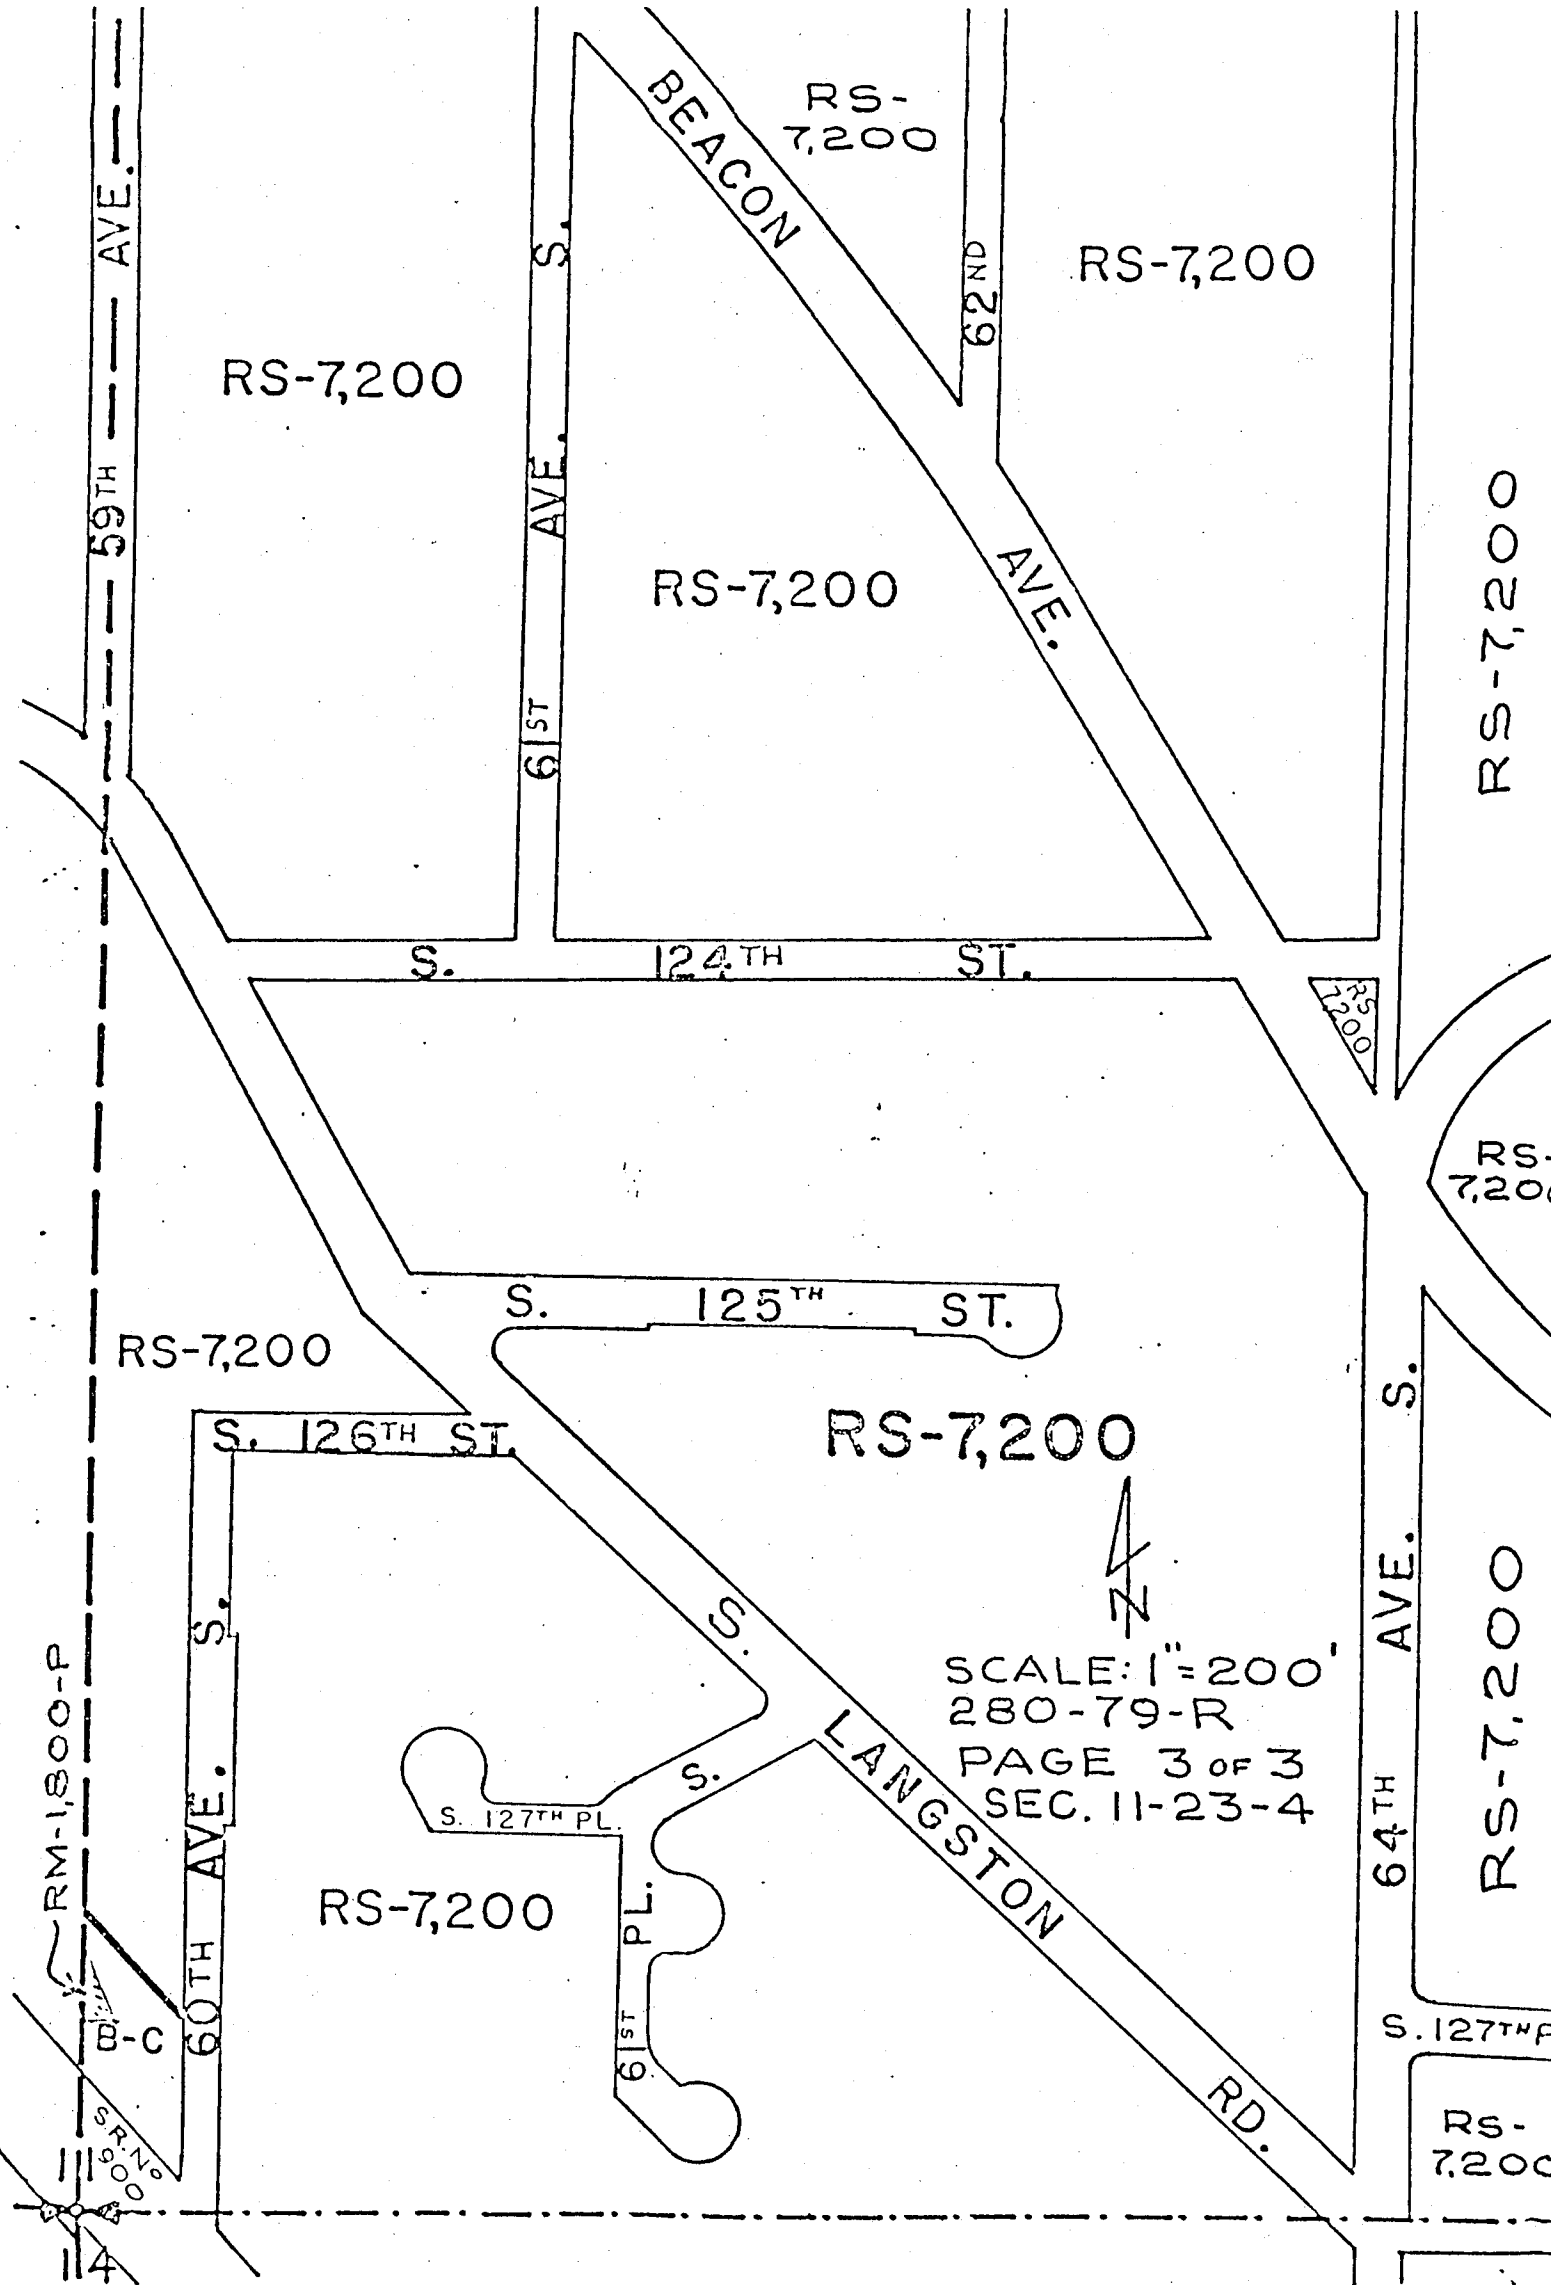 RS-
7,200
BEACON
AVE.
59TH
AVE.
S.
AVE.
61ST
62ND
RS-7,200
RS-7,200
RS-7,200
RS-7,200
S. 124TH ST.
RS
7,200
RS-
S. 125TH ST.
RS-7,200
S. 126TH ST.
RS-7,200
S.
AVE.
64TH
S.
AVE.
60TH
RM-1,800-P
S.
LANGSTON
RD.
SCALE: 1"=200'
280-79-R
PAGE 3 OF 3
SEC. 11-23-4
RS-7,200
S.
S. 127TH PL.
RS-7,200
PL.
61ST
B-C
S. 127TH P
S.R. No
900
RS-
7,200
11
14